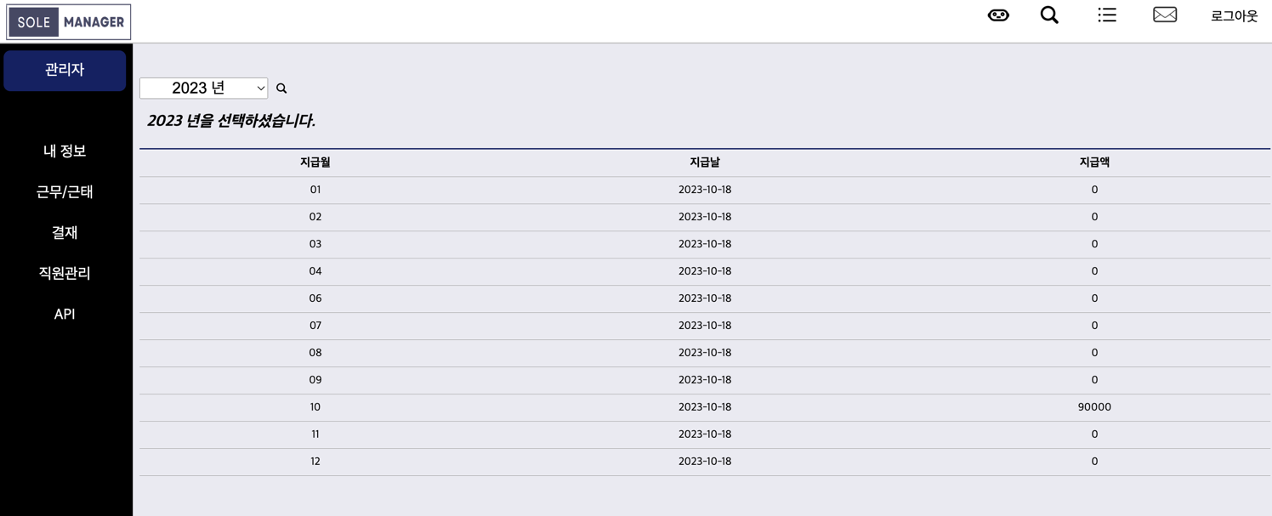 SOLE MANAGER
로그아웃
관리자
내 정보
근무/근태
결재
직원관리
API
2023 년
2023 년을 선택하셨습니다.
지급월 지급날 지급액
01 2023-10-18 0
02 2023-10-18 0
03 2023-10-18 0
04 2023-10-18 0
06 2023-10-18 0
07 2023-10-18 0
08 2023-10-18 0
09 2023-10-18 0
10 2023-10-18 90000
11 2023-10-18 0
12 2023-10-18 0